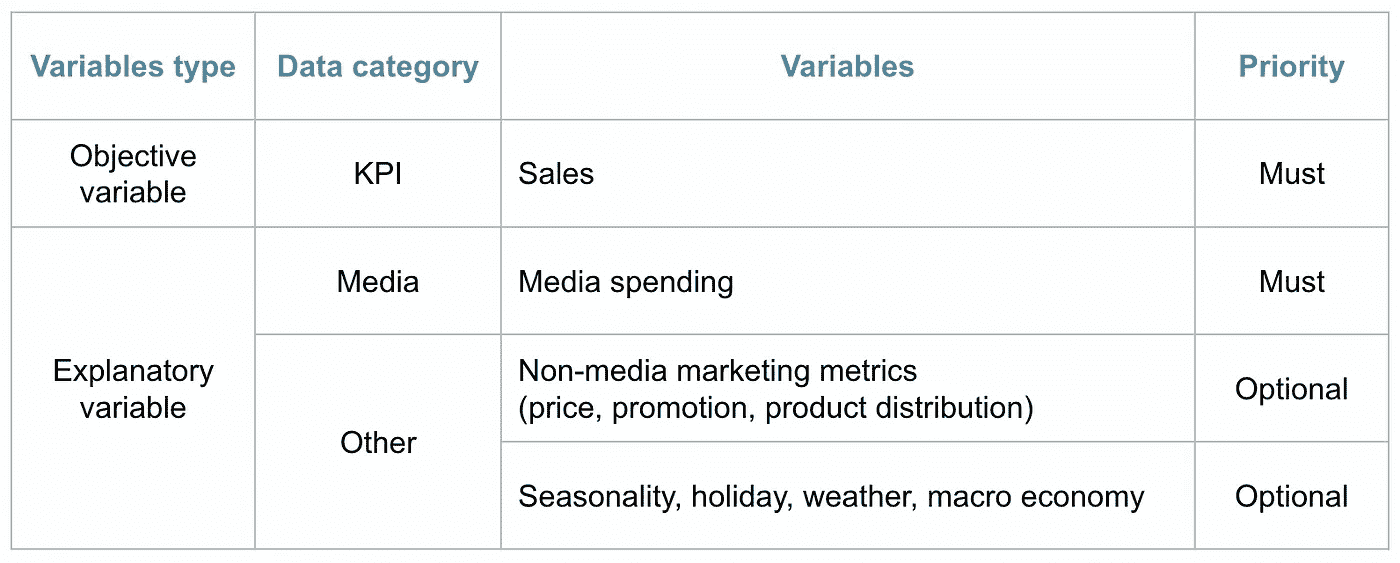 Variables type Data category Variables Priority
Objective
variable
KPI
Sales
Must
Explanatory
variable
Media
Media spending
Must
Other
Non-media marketing metrics
(price, promotion, product distribution)
Optional
Seasonality, holiday, weather, macro economy
Optional